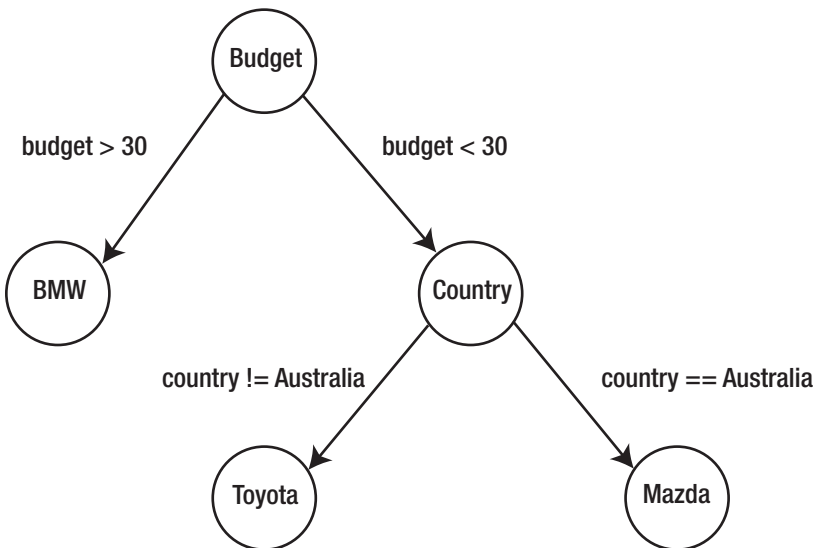 Budget
budget > 30
budget < 30
BMW
Country
country != Australia
country == Australia
Toyota
Mazda